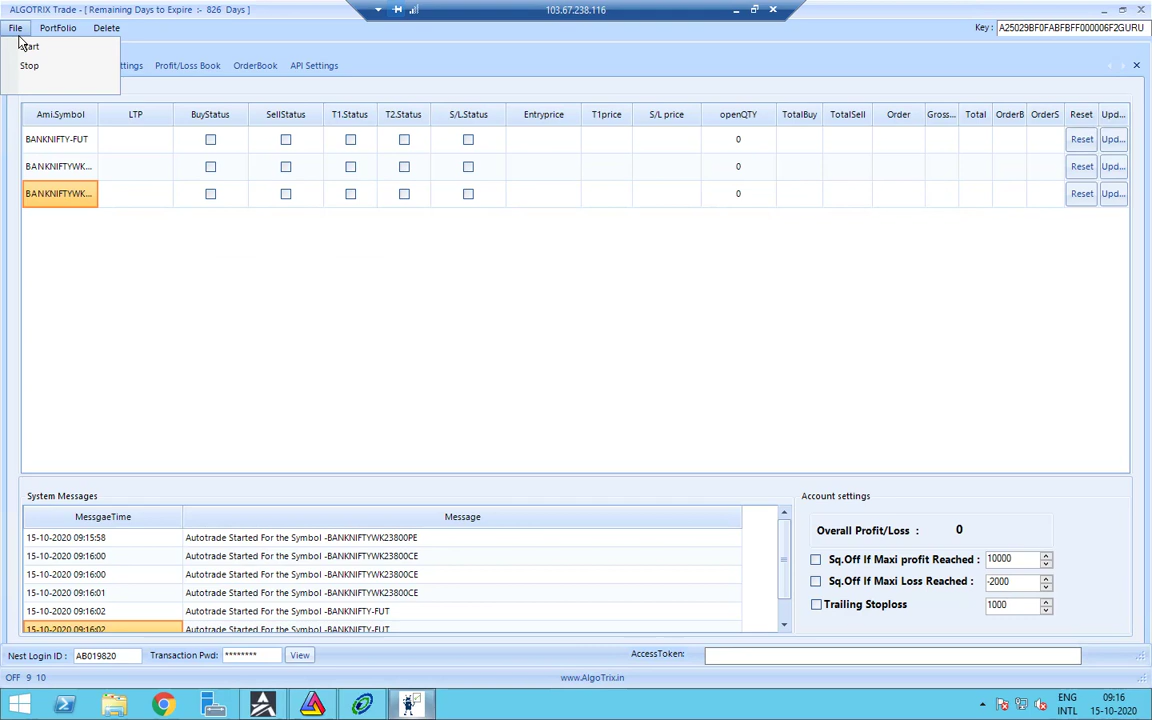 ALGOTRIX Trade - [ Remaining Days to Expire :- 826 Days ]
103.67.238.116
File PortFolio Delete
Key : A25029BF0FABFBFF000006F2GURU
Stop
Profit/Loss Book OrderBook API Settings
Ami.Symbol LTP BuyStatus SellStatus T1.Status T2.Status S/L.Status Entryprice T1price S/L price openQTY TotalBuy TotalSell Order Gross... Total OrderB OrderS Reset Upd...
BANKNIFTY-FUT 0 Reset Upd...
BANKNIFTYWK... 0 Reset Upd...
BANKNIFTYWK... 0 Reset Upd...
System Messages
MessgaeTime Message
15-10-2020 09:15:58 Autotrade Started For the Symbol -BANKNIFTYWK23800PE
15-10-2020 09:16:00 Autotrade Started For the Symbol -BANKNIFTYWK23800CE
15-10-2020 09:16:00 Autotrade Started For the Symbol -BANKNIFTYWK23800CE
15-10-2020 09:16:01 Autotrade Started For the Symbol -BANKNIFTYWK23800CE
15-10-2020 09:16:02 Autotrade Started For the Symbol -BANKNIFTY-FUT
15-10-2020 09:16:02 Autotrade Started For the Symbol -BANKNIFTY-FUT
Account settings
Overall Profit/Loss : 0
Sq.Off If Maxi profit Reached : 10000
Sq.Off If Maxi Loss Reached : -2000
Trailing Stoploss 1000
Nest Login ID : AB019820 Transaction Pwd: ******** View
AccessToken:
OFF 9 10
www.AlgoTrix.in
ENG 09:16
INTL 15-10-2020